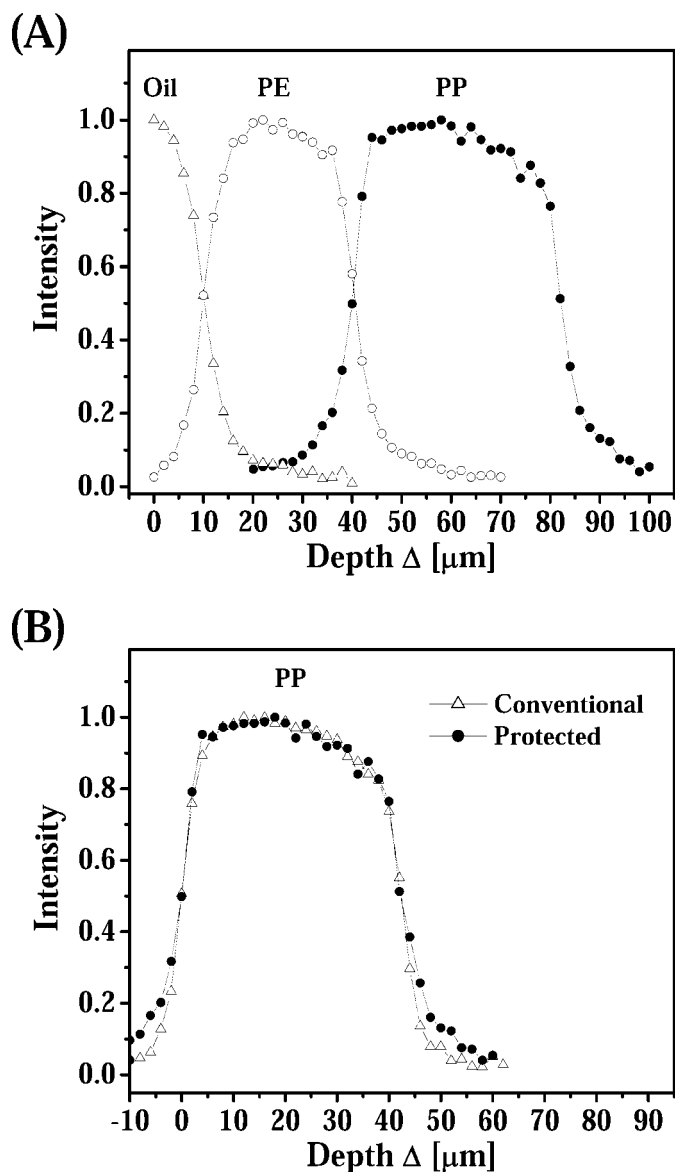 (A)
Oil PE PP
1.0
0.8
0.6
0.4
0.2
0.0
Intensity
0 10 20 30 40 50 60 70 80 90 100
Depth Δ [μm]
(B)
PP
Conventional
Protected
1.0
0.8
0.6
0.4
0.2
0.0
Intensity
-10 0 10 20 30 40 50 60 70 80 90
Depth Δ [μm]